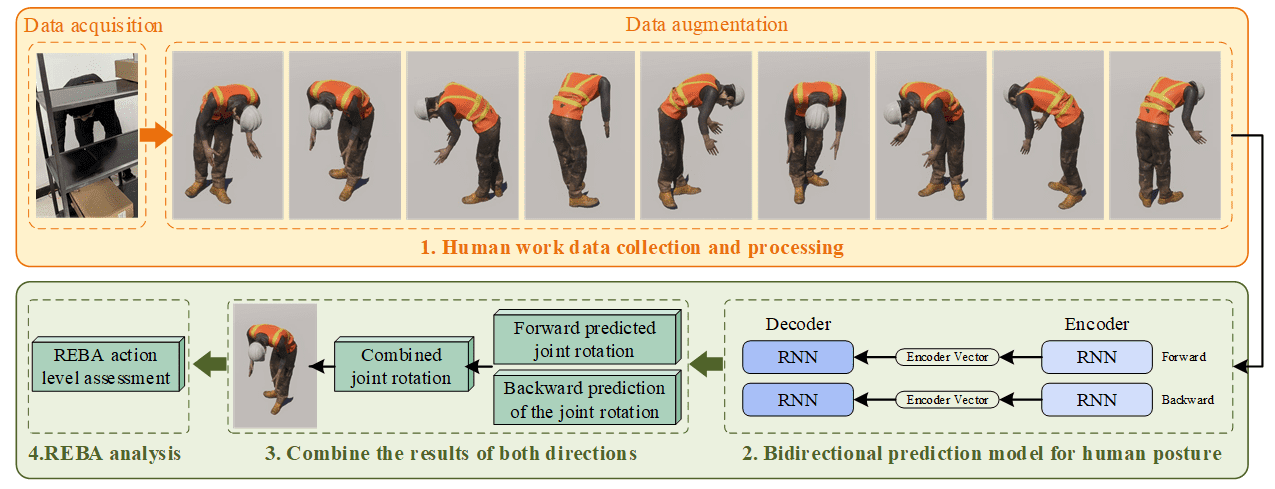 Data acquisition
Data augmentation
1. Human work data collection and processing
Decoder
Encoder
RNN
Encoder Vector
RNN
Forward
RNN
Encoder Vector
RNN
Backward
2. Bidirectional prediction model for human posture
Forward predicted
joint rotation
Backward prediction
of the joint rotation
Combined
joint rotation
3. Combine the results of both directions
REBA action
level assessment
4.REBA analysis